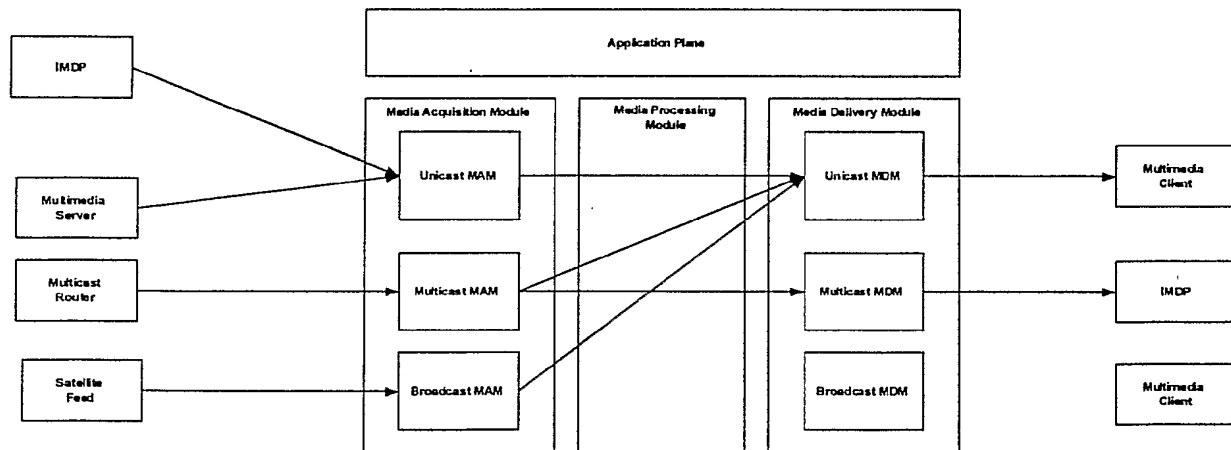 Application Plane
IMDP
Media Acquisition Module
Media Processing
Module
Media Delivery Module
Unicast MAM
Unicast MDM
Multimedia
Client
Multimedia
Server
Multicast
Router
Multicast MAM
Multicast MDM
IMDP
Satellite
Feed
Broadcast MAM
Broadcast MDM
Multimedia
Client